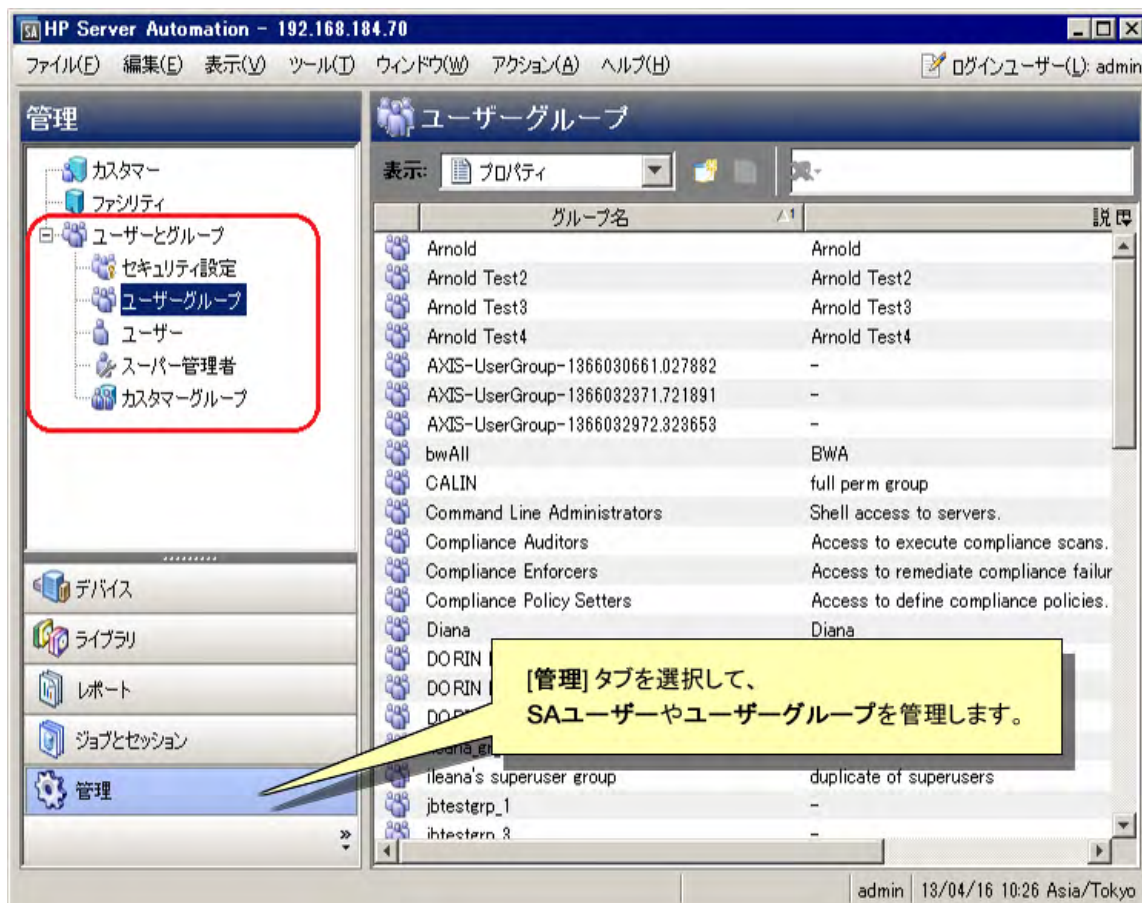 HP Server Automation - 192.168.184.70
ファイル(F) 編集(E) 表示(V) ツール(T) ウィンドウ(W) アクション(A) ヘルプ(H) ログインユーザー(L): admin
管理
カスタマー
ファシリティ
ユーザーとグループ
セキュリティ設定
ユーザーグループ
ユーザー
スーパー管理者
カスタマーグループ
デバイス
ライブラリ
レポート
ジョブとセッション
管理
ユーザーグループ
表示: プロパティ
グループ名 説
Arnold Arnold
Arnold Test2 Arnold Test2
Arnold Test3 Arnold Test3
Arnold Test4 Arnold Test4
AXIS-UserGroup-1366030661.027882 -
AXIS-UserGroup-1366032371.721891 -
AXIS-UserGroup-1366032972.323653 -
bwAll BWA
CALIN full perm group
Command Line Administrators Shell access to servers.
Compliance Auditors Access to execute compliance scans.
Compliance Enforcers Access to remediate compliance failur
Compliance Policy Setters Access to define compliance policies.
Diana Diana
DORIN
DORIN
[管理] タブを選択して、
SAユーザーやユーザーグループを管理します。
ileana's superuser group duplicate of superusers
jbtestgrp_1 -
admin 13/04/16 10:26 Asia/Tokyo